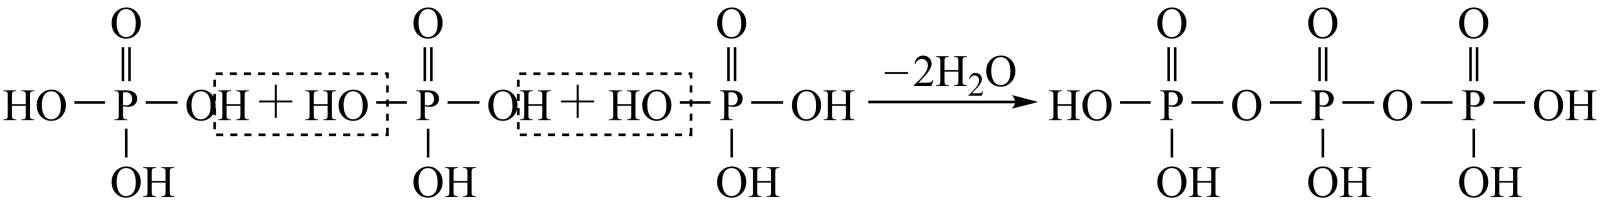 O O O O O O
HO—P—OH + HO—P—OH + HO—P—OH −2H₂O HO—P—O—P—O—P—OH
OH OH OH OH OH OH